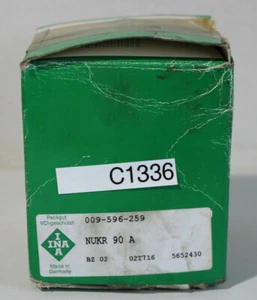 C1336
Packgut
VCI-geschützt
009-596-259
INA
NUKR 90 A
Made in
Germany
BZ 02 02T716 5652430